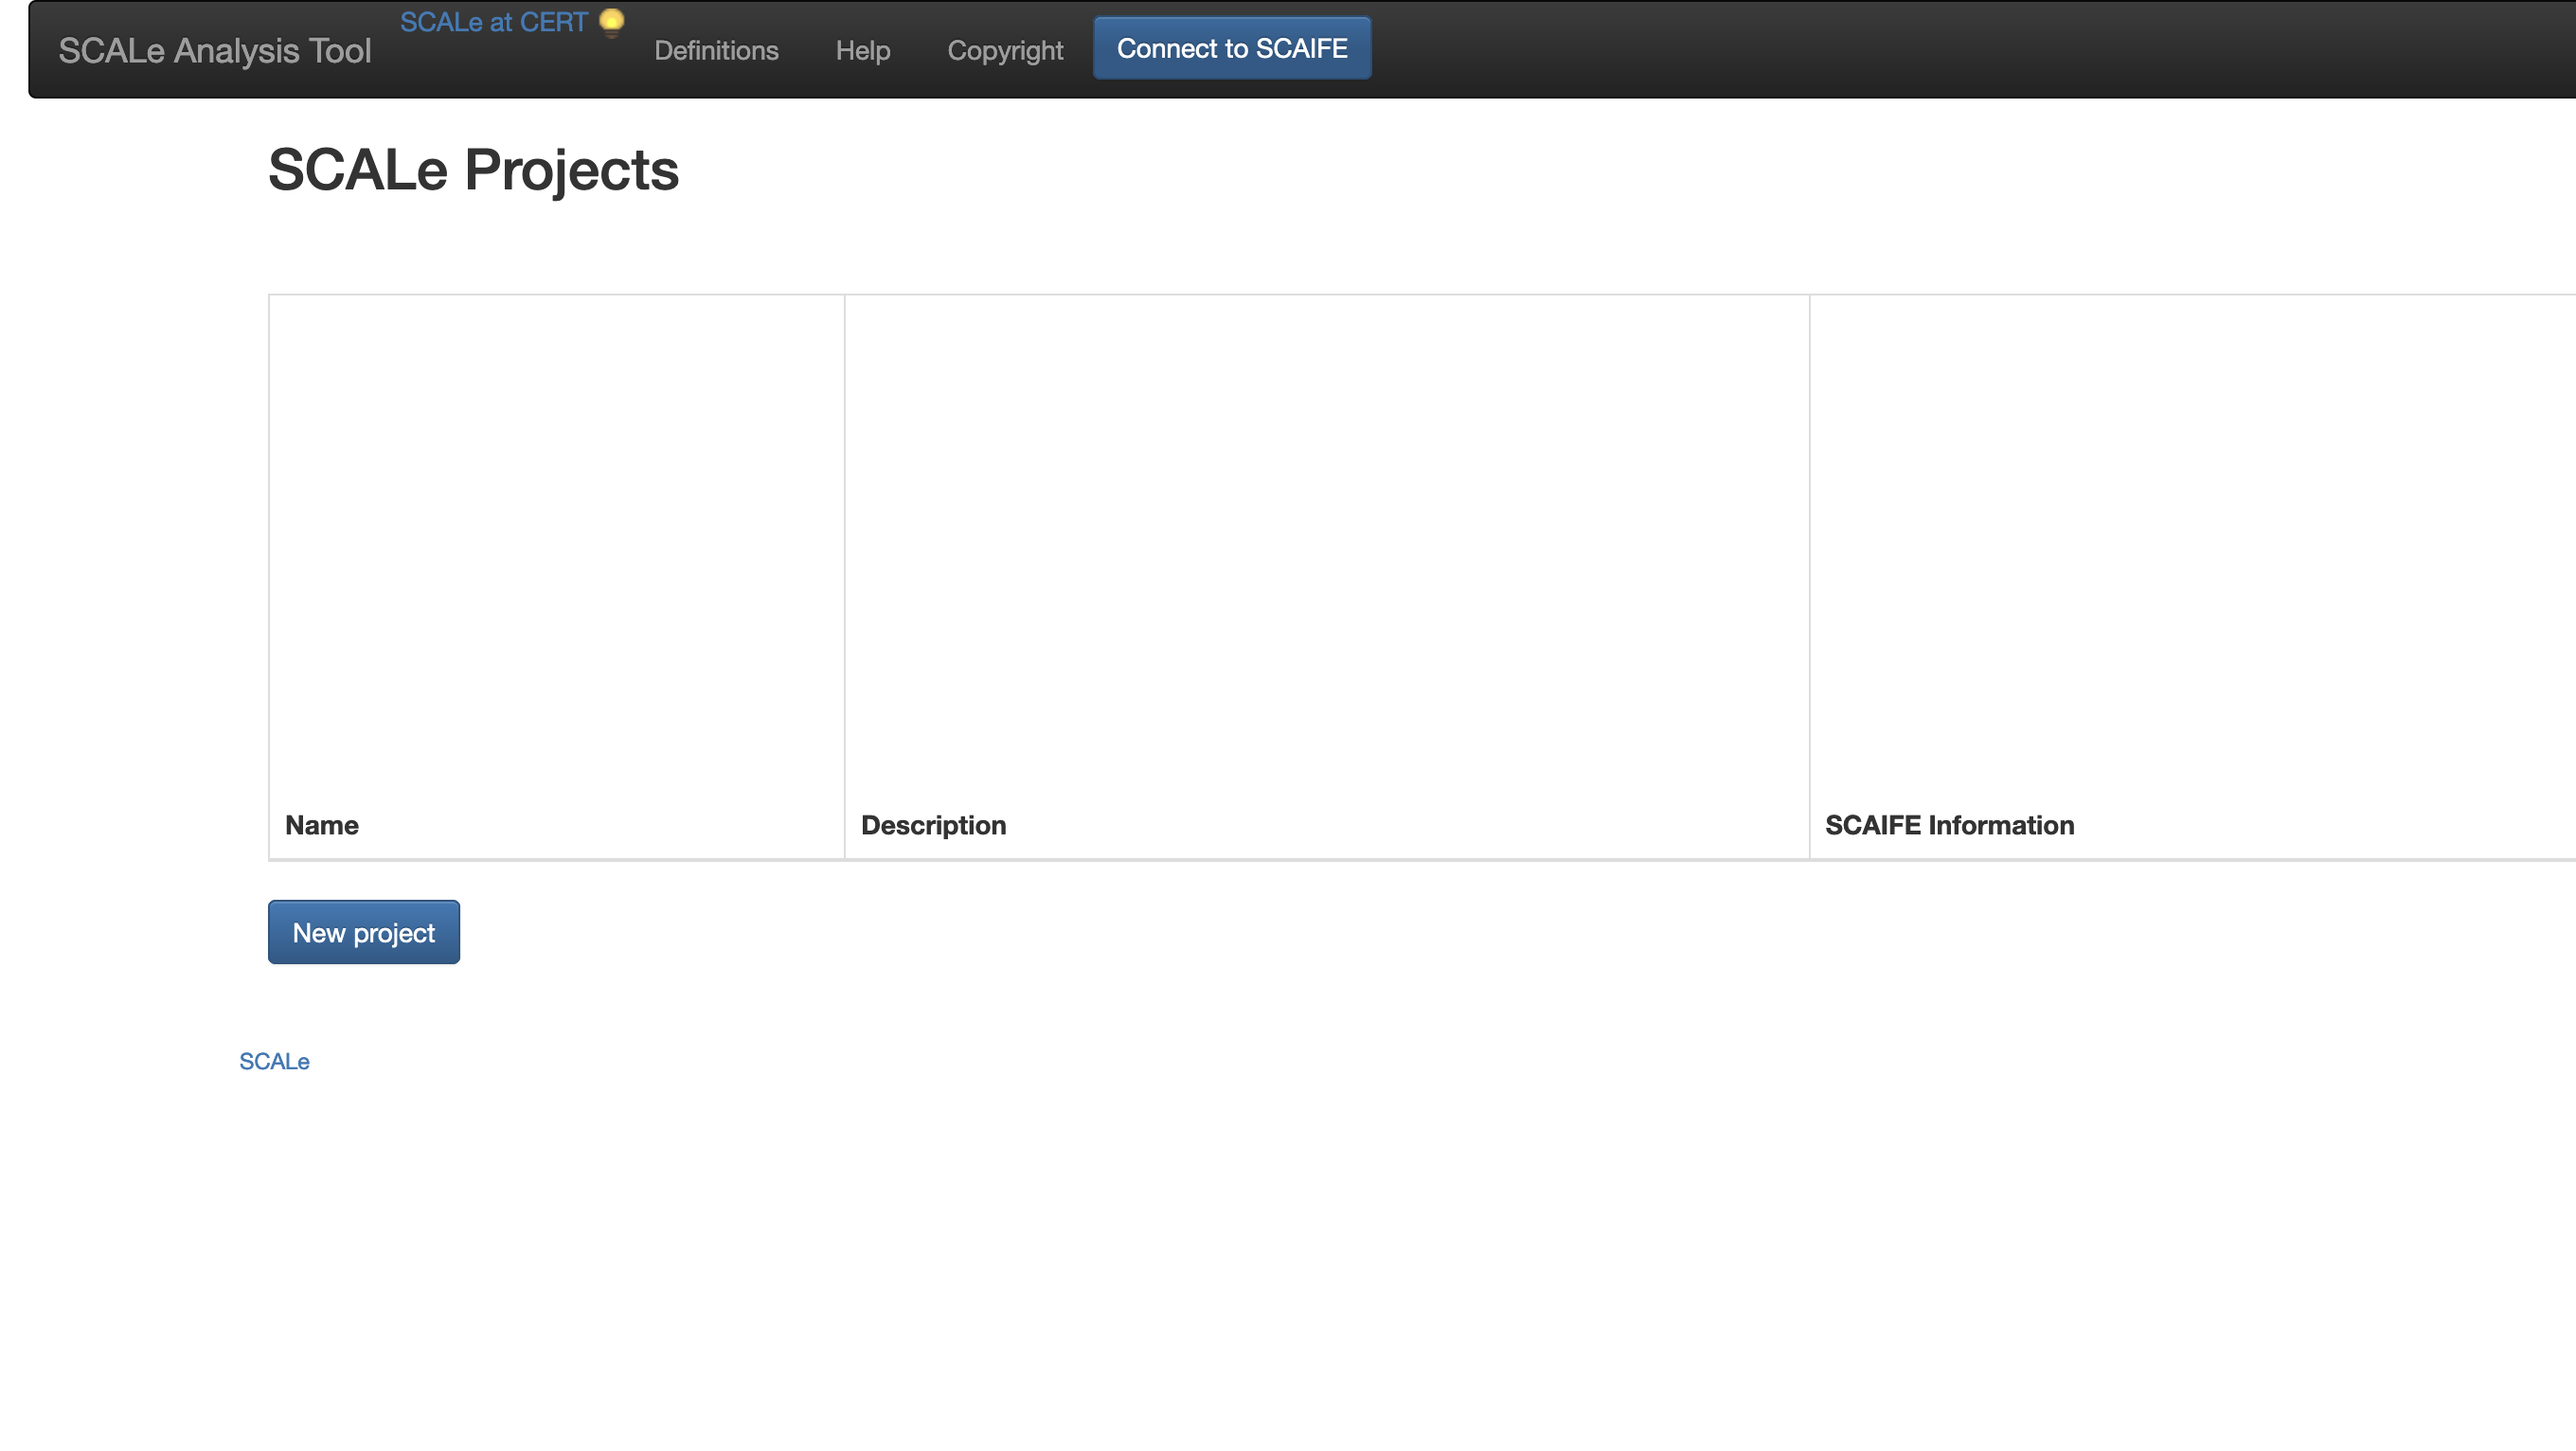 SCALe Analysis Tool
SCALe at CERT
Definitions
Help
Copyright
Connect to SCAIFE
SCALe Projects
Name
Description
SCAIFE Information
New project
SCALe